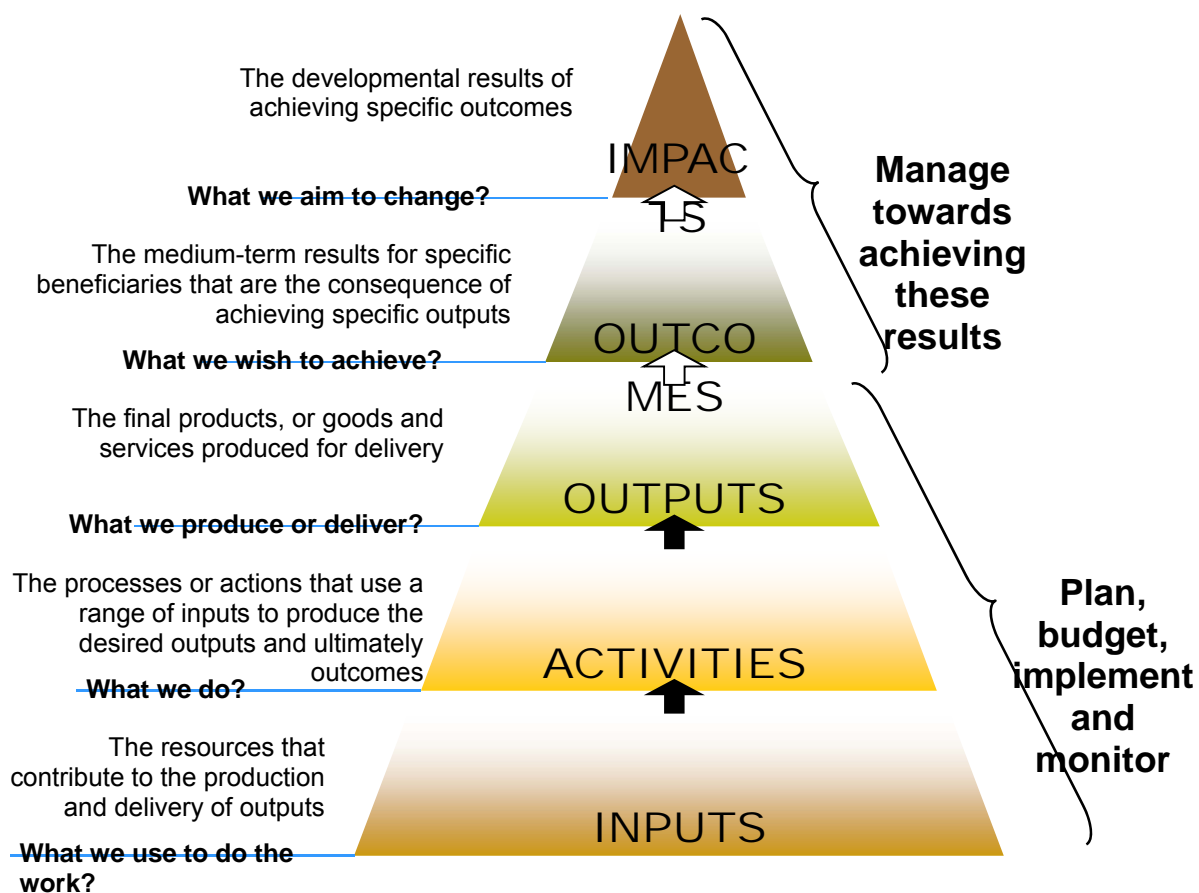 The developmental results of
achieving specific outcomes
IMPAC
TS
What we aim to change?
Manage
towards
achieving
these
results
The medium-term results for specific
beneficiaries that are the consequence of
achieving specific outputs
OUTCO
MES
What we wish to achieve?
The final products, or goods and
services produced for delivery
OUTPUTS
What we produce or deliver?
The processes or actions that use a
range of inputs to produce the
desired outputs and ultimately
outcomes
ACTIVITIES
What we do?
Plan,
budget,
implement
and
monitor
The resources that
contribute to the production
and delivery of outputs
INPUTS
What we use to do the
work?